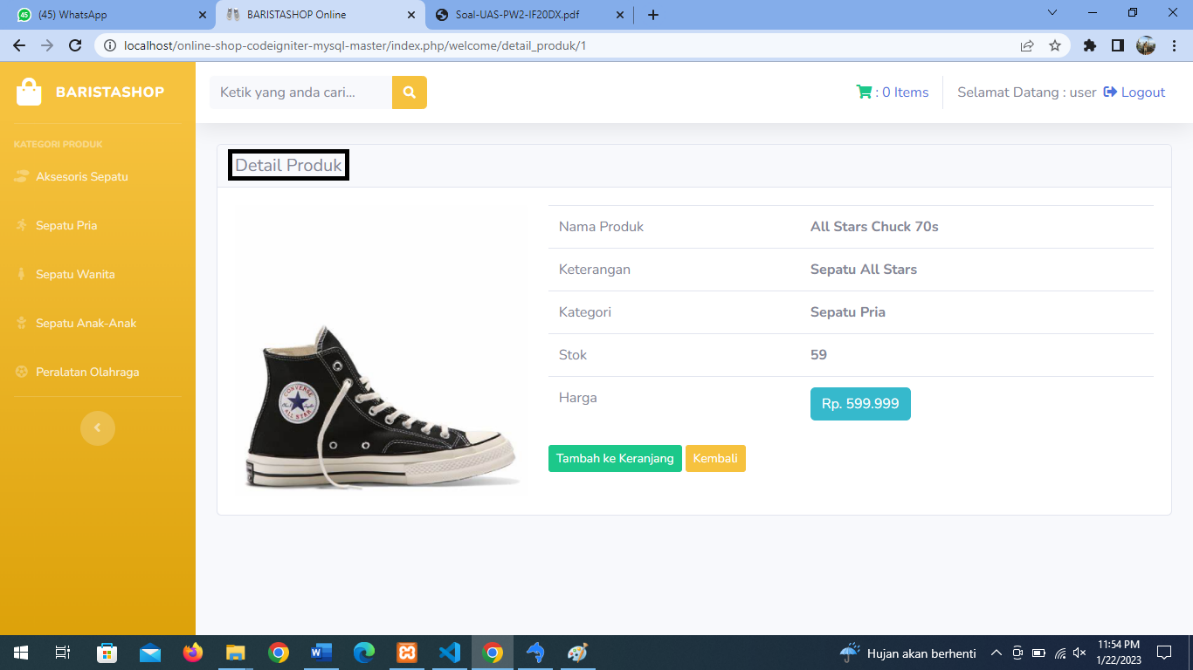 (45) WhatsApp
BARISTASHOP Online
Soal-UAS-PW2-IF20DX.pdf
localhost/online-shop-codeigniter-mysql-master/index.php/welcome/detail_produk/1
BARISTASHOP
Ketik yang anda cari...
: 0 Items
Selamat Datang : user
Logout
KATEGORI PRODUK
Aksesoris Sepatu
Sepatu Pria
Sepatu Wanita
Sepatu Anak-Anak
Peralatan Olahraga
Detail Produk
CONVERSE
ALL STAR
Nama Produk All Stars Chuck 70s
Keterangan Sepatu All Stars
Kategori Sepatu Pria
Stok 59
Harga Rp. 599.999
Tambah ke Keranjang
Kembali
Hujan akan berhenti
11:54 PM
1/22/2023